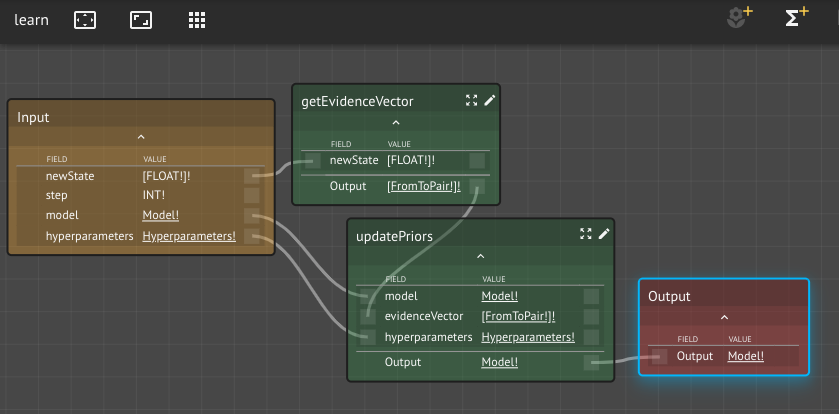 learn
Input
FIELD VALUE
newState [FLOAT!]!
step INT!
model Model!
hyperparameters Hyperparameters!
getEvidenceVector
FIELD VALUE
newState [FLOAT!]!
Output [FromToPair!]!
updatePriors
FIELD VALUE
model Model!
evidenceVector [FromToPair!]!
hyperparameters Hyperparameters!
Output Model!
Output
FIELD VALUE
Output Model!